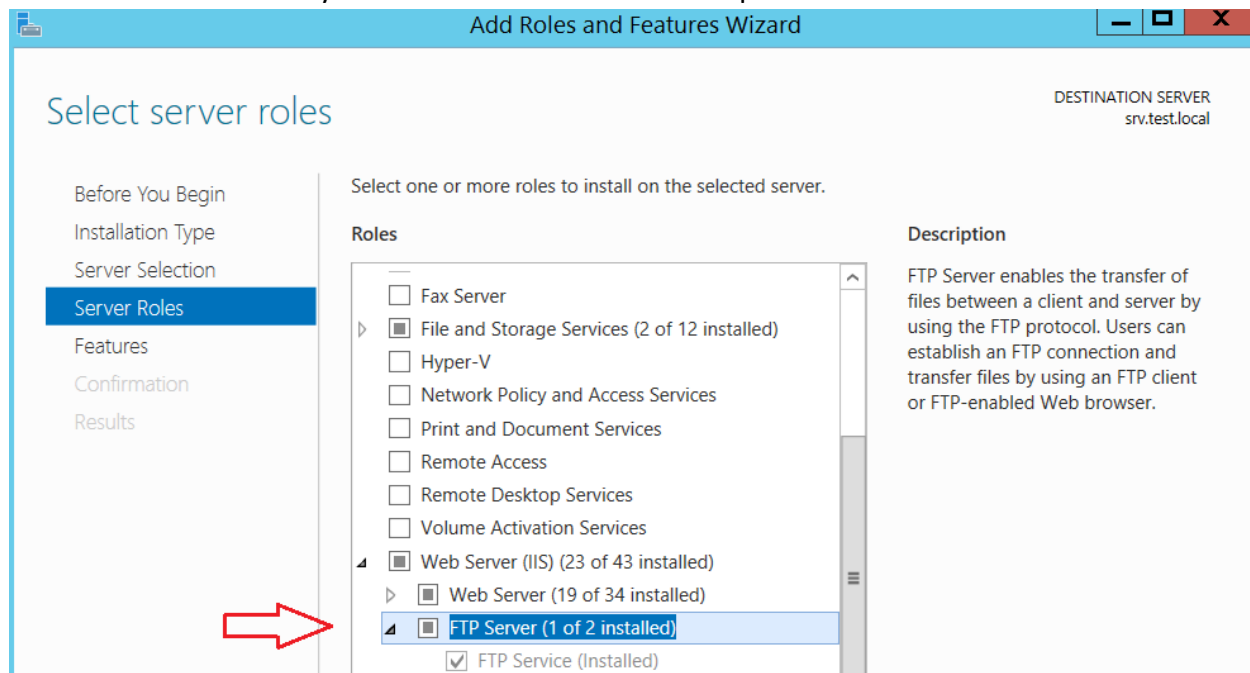 Add Roles and Features Wizard
Select server roles
DESTINATION SERVER
srv.test.local
Before You Begin
Installation Type
Server Selection
Server Roles
Features
Confirmation
Results
Select one or more roles to install on the selected server.
Roles
Fax Server
File and Storage Services (2 of 12 installed)
Hyper-V
Network Policy and Access Services
Print and Document Services
Remote Access
Remote Desktop Services
Volume Activation Services
Web Server (IIS) (23 of 43 installed)
Web Server (19 of 34 installed)
FTP Server (1 of 2 installed)
FTP Service (Installed)
Description
FTP Server enables the transfer of
files between a client and server by
using the FTP protocol. Users can
establish an FTP connection and
transfer files by using an FTP client
or FTP-enabled Web browser.